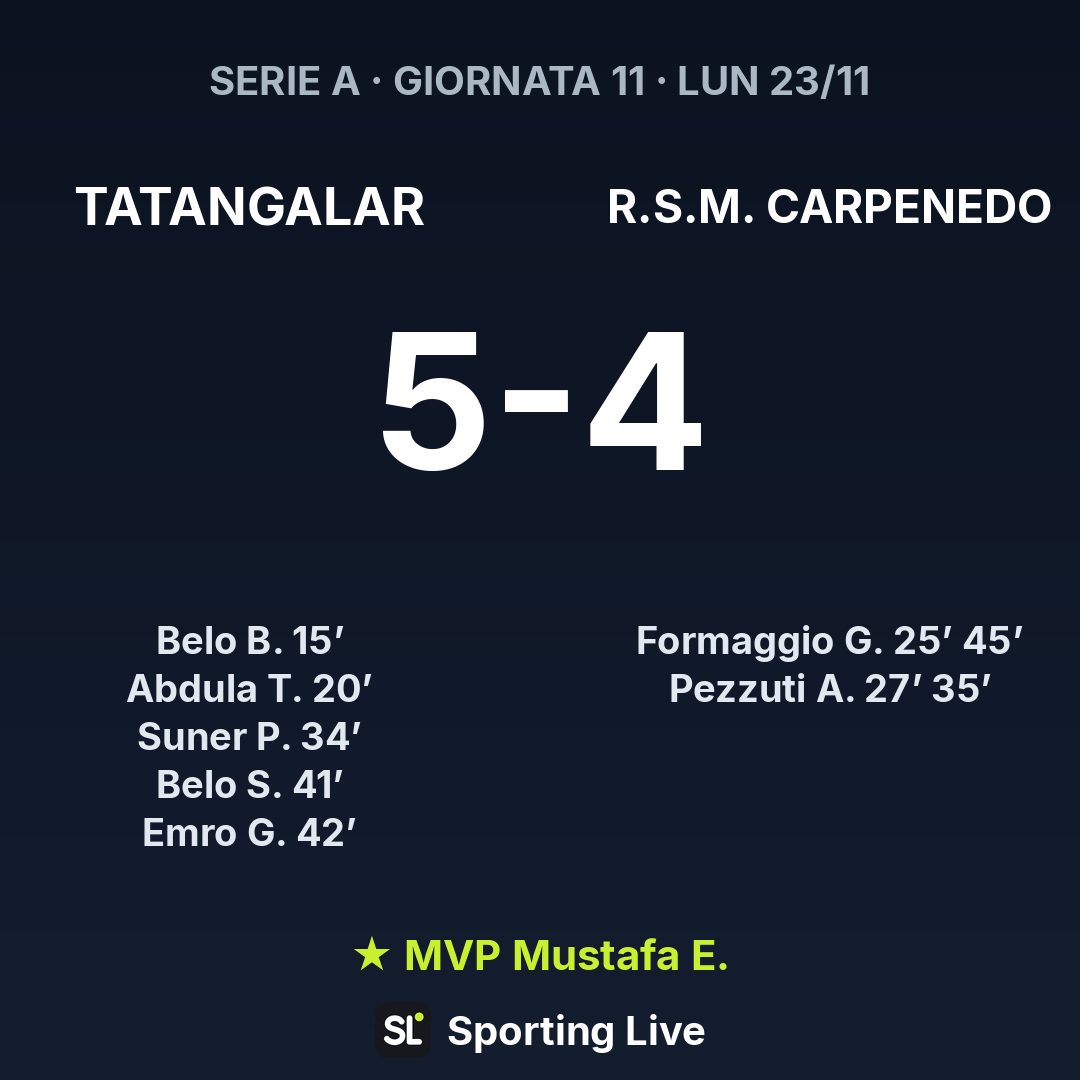 SERIE A · GIORNATA 11 · LUN 23/11
TATANGALAR
R.S.M. CARPENEDO
5-4
Belo B. 15’
Abdula T. 20’
Suner P. 34’
Belo S. 41’
Emro G. 42’
Formaggio G. 25’ 45’
Pezzuti A. 27’ 35’
★ MVP Mustafa E.
SL Sporting Live